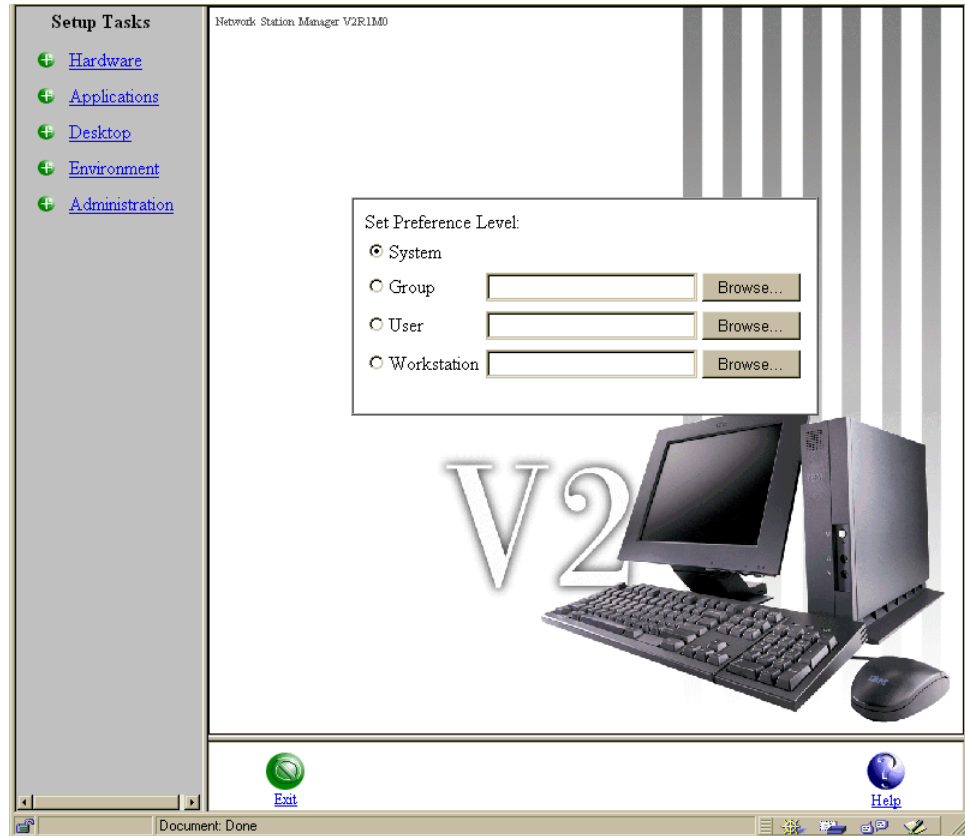 Setup Tasks
Hardware
Applications
Desktop
Environment
Administration
Network Station Manager V2R1M0
Set Preference Level:
System
Group Browse...
User Browse...
Workstation Browse...
V2
IBM
Exit
Help
Document: Done